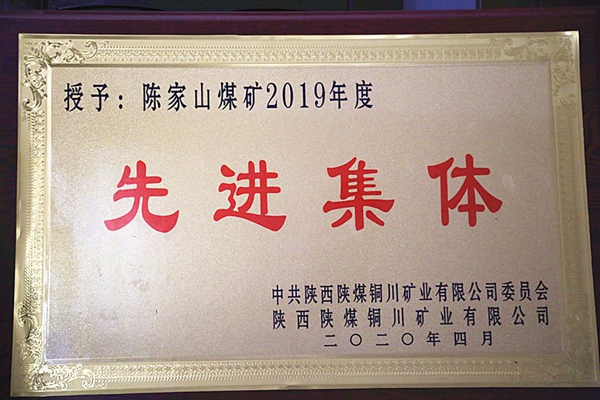 授予：陈家山煤矿2019年度
先进集体
中共陕西陕煤铜川矿业有限公司委员会
陕西陕煤铜川矿业有限公司
二〇二〇年四月